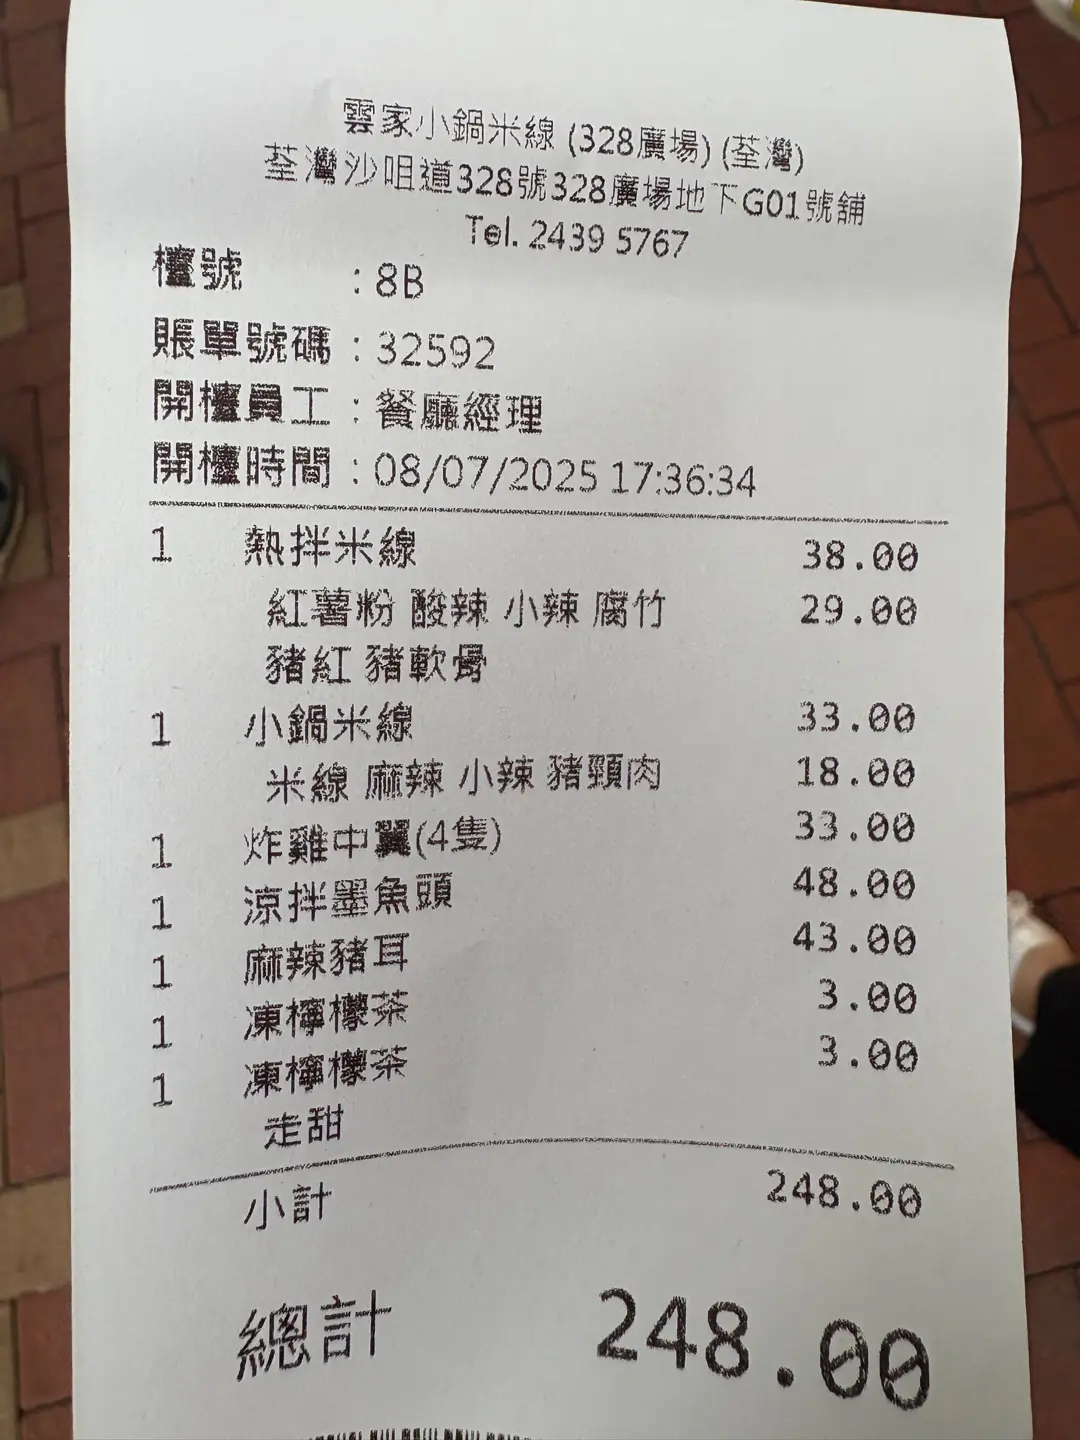 雲家小鍋米線 (328廣場) (荃灣)
荃灣沙咀道328號328廣場地下G01號舖
Tel. 2439 5767
檯號 : 8B
賬單號碼 : 32592
開檯員工 : 餐廳經理
開檯時間 : 08/07/2025 17:36:34
1 熱拌米線 38.00
紅薯粉 酸辣 小辣 腐竹 29.00
豬紅 豬軟骨
1 小鍋米線 33.00
米線 麻辣 小辣 豬頸肉 18.00
1 炸雞中翼(4隻) 33.00
1 涼拌墨魚頭 48.00
1 麻辣豬耳 43.00
1 凍檸檬茶 3.00
1 凍檸檬茶 3.00
走甜
小計 248.00
總計 248.00